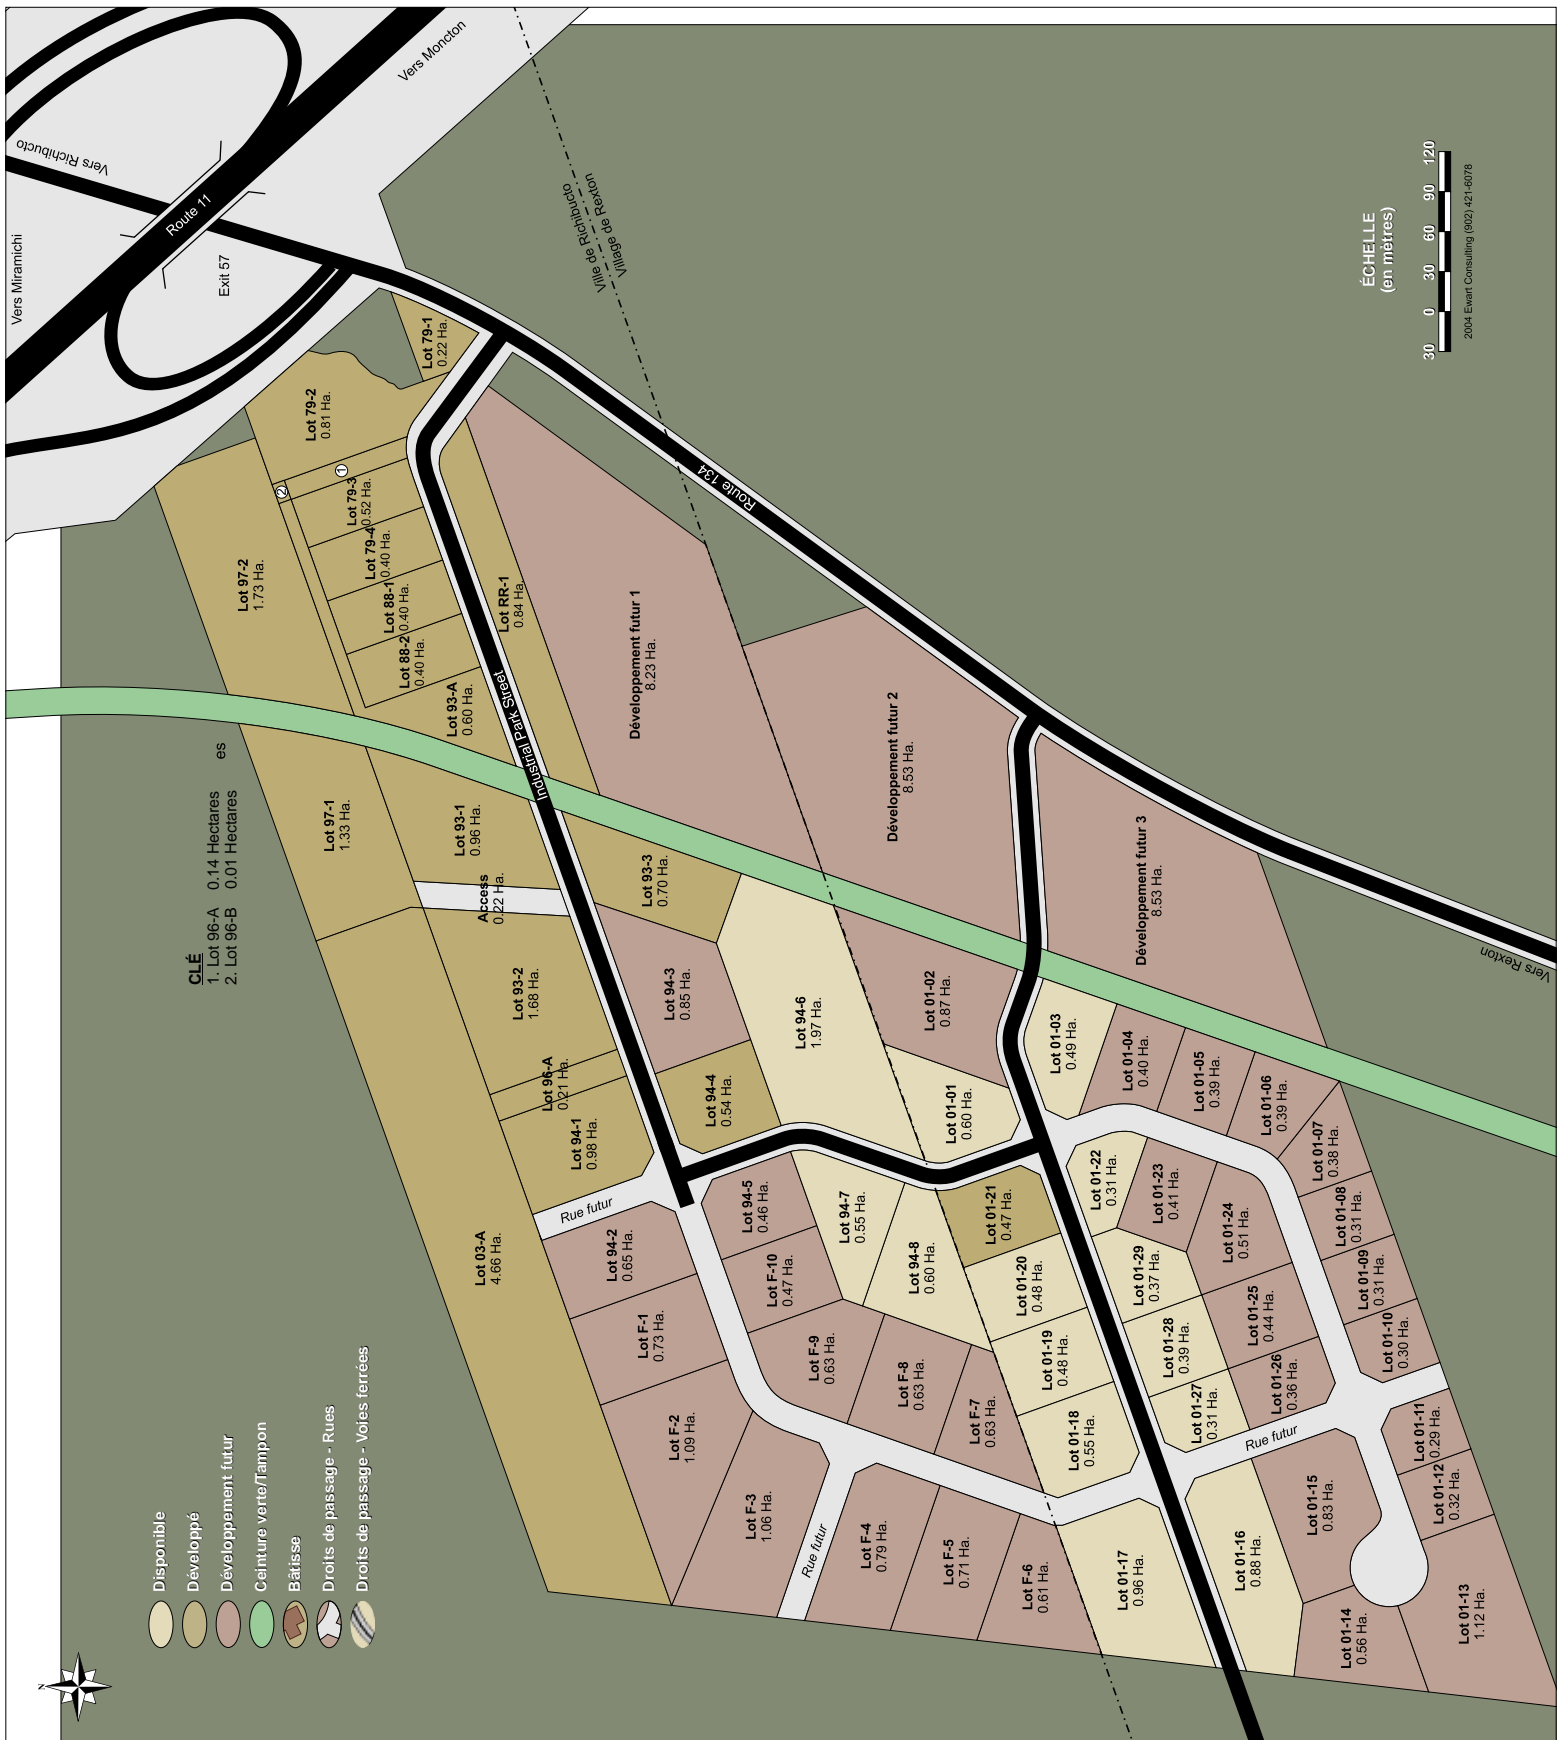 Vers Miramichi
Vers Richibucto
Vers Moncton
Route 11
Exit 57
Ville de Richibucto
Village de Rexton
Route 134
Vers Rexton
Industrial Park Street
ÉCHELLE
(en mètres)
30 0 30 60 90 120
2004 Ewart Consulting (902) 421-6078
CLÉ
1. Lot 96-A 0.14 Hectares
2. Lot 96-B 0.01 Hectares
es
N
Disponible
Développé
Développement futur
Ceinture verte/Tampon
Bâtisse
Droits de passage - Rues
Droits de passage - Voies ferrées
Lot 79-1
0.22 Ha.
Lot 79-2
0.81 Ha.
1
2
Lot 79-3
0.52 Ha.
Lot 79-4
0.40 Ha.
Lot 88-1
0.40 Ha.
Lot 88-2
0.40 Ha.
Lot 93-A
0.60 Ha.
Lot 97-2
1.73 Ha.
Lot RR-1
0.84 Ha.
Développement futur 1
8.23 Ha.
Développement futur 2
8.53 Ha.
Développement futur 3
8.53 Ha.
Lot 97-1
1.33 Ha.
Lot 93-1
0.96 Ha.
Access
0.22 Ha.
Lot 93-3
0.70 Ha.
Lot 93-2
1.68 Ha.
Lot 94-3
0.85 Ha.
Lot 94-6
1.97 Ha.
Lot 01-02
0.87 Ha.
Lot 01-03
0.49 Ha.
Lot 01-04
0.40 Ha.
Lot 01-05
0.39 Ha.
Lot 01-06
0.39 Ha.
Lot 01-07
0.38 Ha.
Lot 01-08
0.31 Ha.
Lot 01-09
0.31 Ha.
Lot 01-10
0.30 Ha.
Lot 01-11
0.29 Ha.
Lot 01-12
0.32 Ha.
Lot 01-13
1.12 Ha.
Lot 01-14
0.56 Ha.
Lot 01-15
0.83 Ha.
Lot 01-16
0.88 Ha.
Lot 01-17
0.96 Ha.
Lot 01-18
0.55 Ha.
Lot 01-19
0.48 Ha.
Lot 01-20
0.48 Ha.
Lot 01-21
0.47 Ha.
Lot 01-22
0.31 Ha.
Lot 01-23
0.41 Ha.
Lot 01-24
0.51 Ha.
Lot 01-25
0.44 Ha.
Lot 01-26
0.36 Ha.
Lot 01-27
0.31 Ha.
Lot 01-28
0.39 Ha.
Lot 01-29
0.37 Ha.
Rue futur
Lot 01-01
0.60 Ha.
Lot 96-A
0.21 Ha.
Lot 94-1
0.98 Ha.
Lot 94-4
0.54 Ha.
Rue futur
Lot 03-A
4.66 Ha.
Lot 94-2
0.65 Ha.
Lot 94-5
0.46 Ha.
Lot 94-7
0.55 Ha.
Lot 94-8
0.60 Ha.
Lot F-10
0.47 Ha.
Lot F-1
0.73 Ha.
Lot F-9
0.63 Ha.
Lot F-8
0.63 Ha.
Lot F-7
0.63 Ha.
Lot F-2
1.09 Ha.
Lot F-3
1.06 Ha.
Rue futur
Lot F-4
0.79 Ha.
Lot F-5
0.71 Ha.
Lot F-6
0.61 Ha.